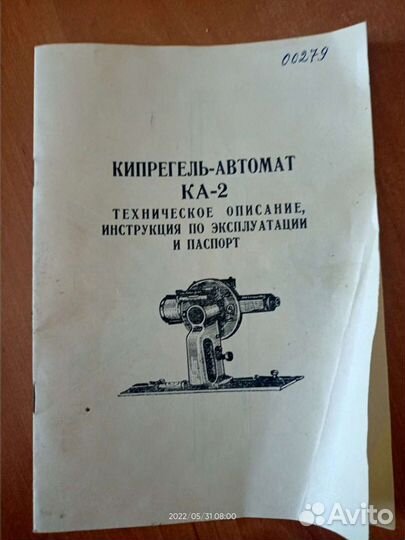 00279
КИПРЕГЕЛЬ-АВТОМАТ
КА-2
ТЕХНИЧЕСКОЕ ОПИСАНИЕ,
ИНСТРУКЦИЯ ПО ЭКСПЛУАТАЦИИ
И ПАСПОРТ
2022/05/31 08:00
Avito